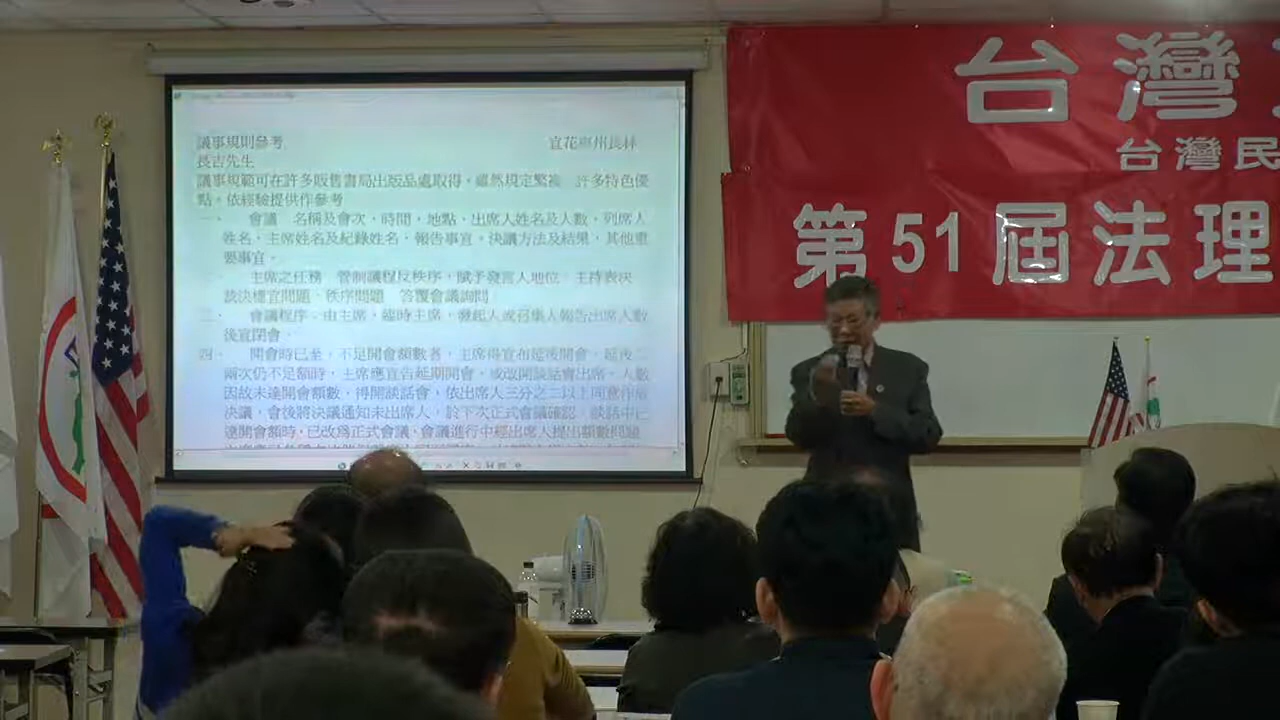 議事規則參考 宜花東州長林
長吉先生
議事規範可在許多販售書局出版品處取得，雖然規定繁複 許多特色優
點，依經驗提供作參考
一、 會議 名稱及會次，時間，地點，出席人姓名及人數，列席人
姓名，主席姓名及紀錄姓名，報告事宜。決議方法及結果，其他重
要事宜。
主席之任務 管制議程及秩序，賦予發言人地位 主持表決
裁決權宜問題、秩序問題 答覆會議詢問
會議程序，由主席，臨時主席，發起人或召集人報告出席人數
後宣開會。
四、 開會時已至，不足開會額數者，主席得宣布延後開會，延後二
兩次仍不足額時，主席應宣告延期開會，或改開談話會出席，人數
因故未達開會額數，得開談話會，依出席人三分之二以上同意作成
決議，會後將決議通知未出席人，於下次正式會議確認，談話中已
達開會額時，已改為正式會議，會議進行中經出席人提出額數問題
台灣
台灣民
第51屆法理